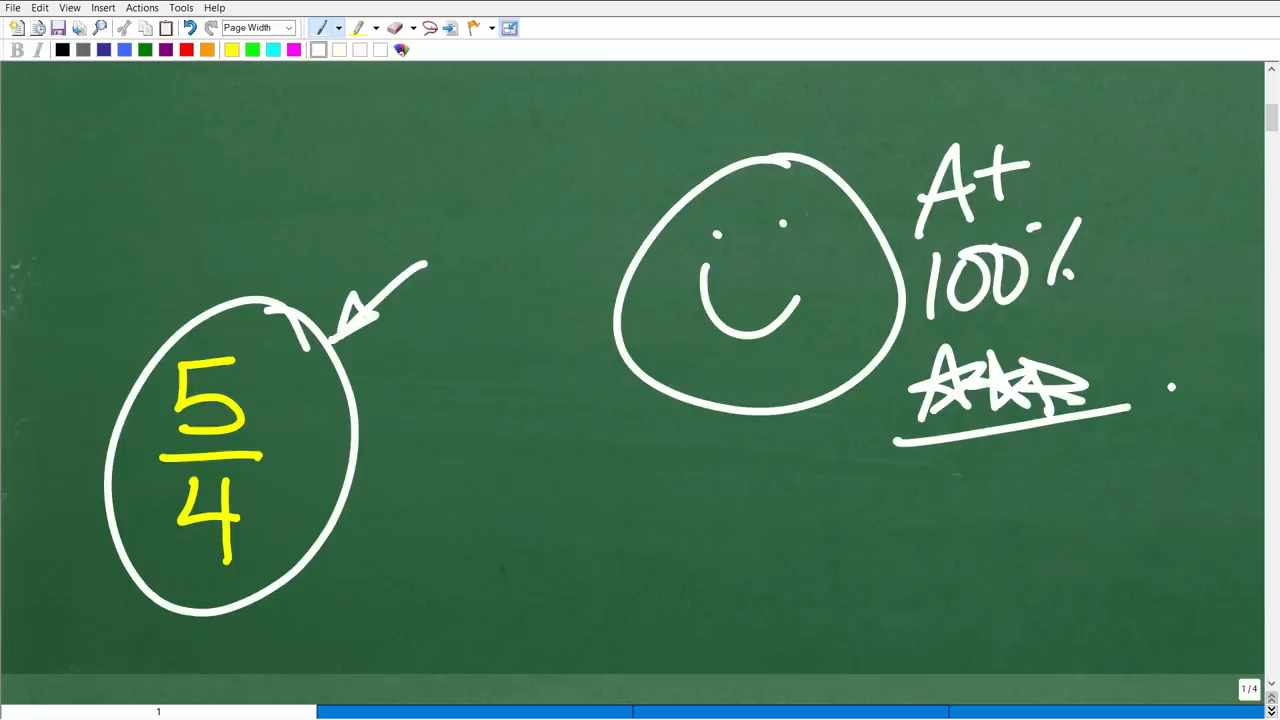 File Edit View Insert Actions Tools Help
Page Width
B I
A+
100%
5
4
1/4
1